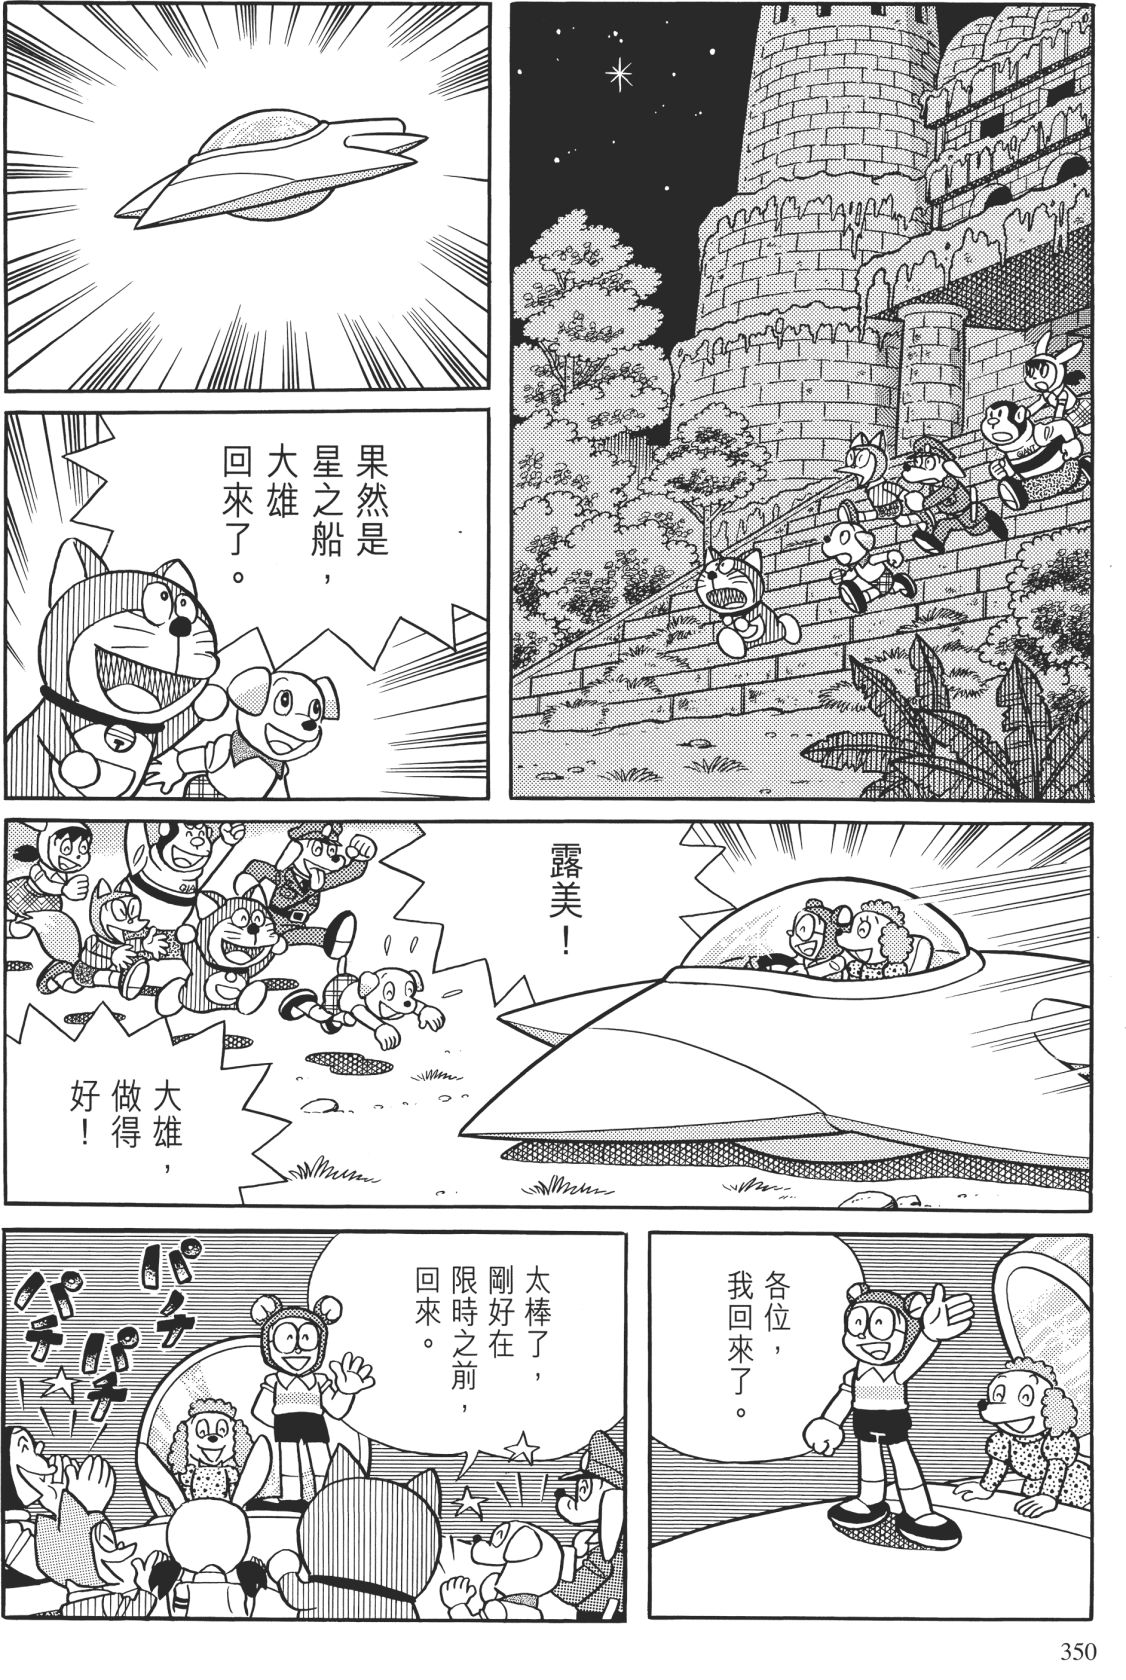 果然是
星之船，
大雄
回來了。
露美！
大雄，
做得
好！
各位，
我回來了。
太棒了，
剛好在
限時之前，
回來。
パチ
パチ
パチ
GIAN
350